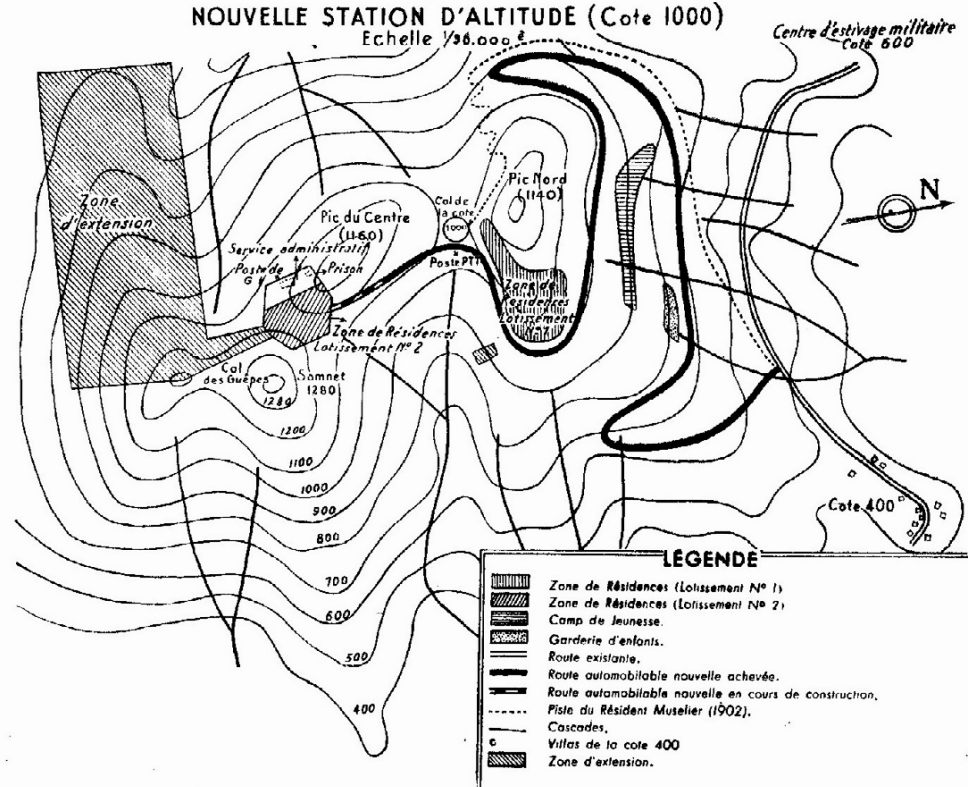 NOUVELLE STATION D'ALTITUDE (Cote 1000)
Echelle
Centre d'estivage militaire
Cote 600
N
Zone
d'extension
Pic du Centre
(1160)
Service administratif
Poste de
G
Prison
Col de
la cote
1000
Poste PTT
Pic Nord
(1140)
Zone de
Résidences
Lotissement
Zone de Résidences
Lotissement Nº 2
Col
des Guêpes
Somnet
1280
1280
1200
1100
1000
900
800
700
600
500
400
Cote 400
LÉGENDE
Zone de Résidences (Lotissement Nº 1)
Zone de Résidences (Lotissement Nº 2)
Camp de Jeunesse.
Garderie d'enfants.
Route existante.
Route automobilable nouvelle achevée.
Route automobilable nouvelle en cours de construction.
Piste du Résident Muselier (1902).
Cascades.
Villas de la cote 400
Zone d'extension.